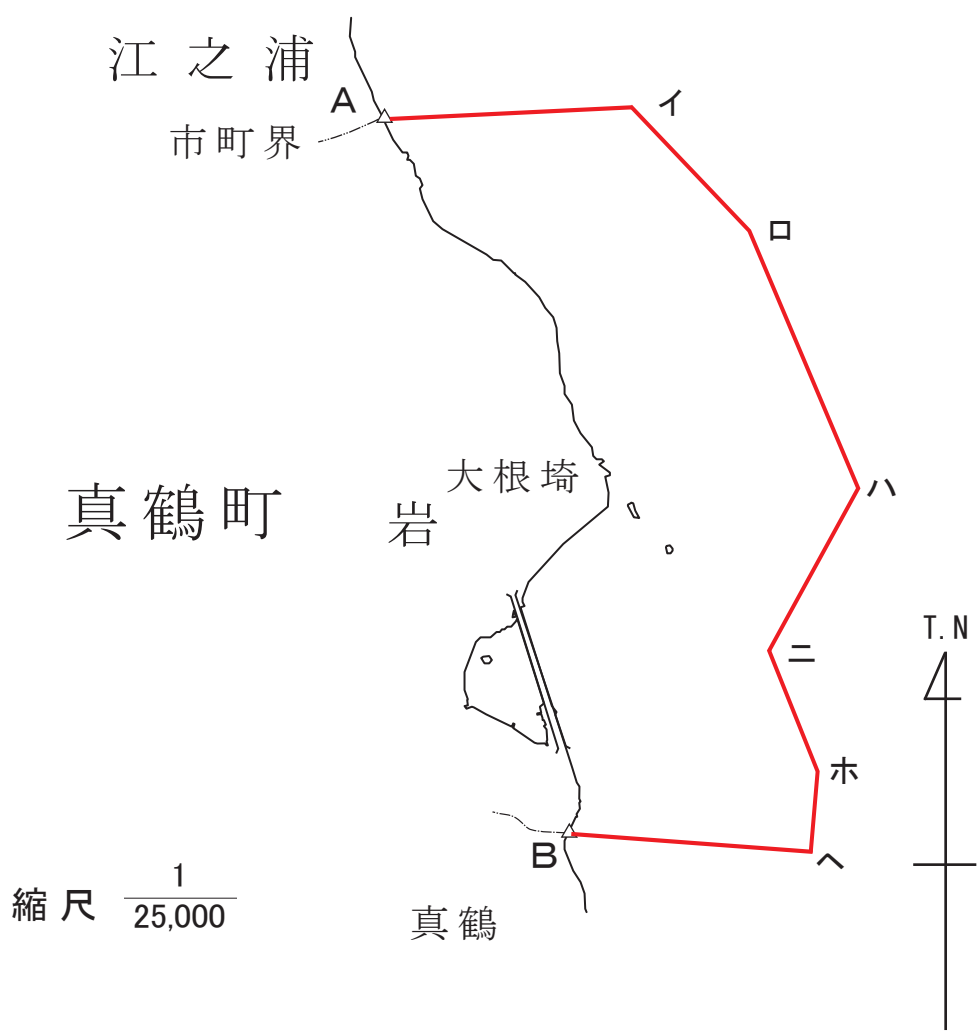 江之浦
A
イ
市町界
ロ
大根埼
ハ
真鶴町
岩
T.N
ニ
ホ
B
ヘ
縮尺 1/25,000
真鶴